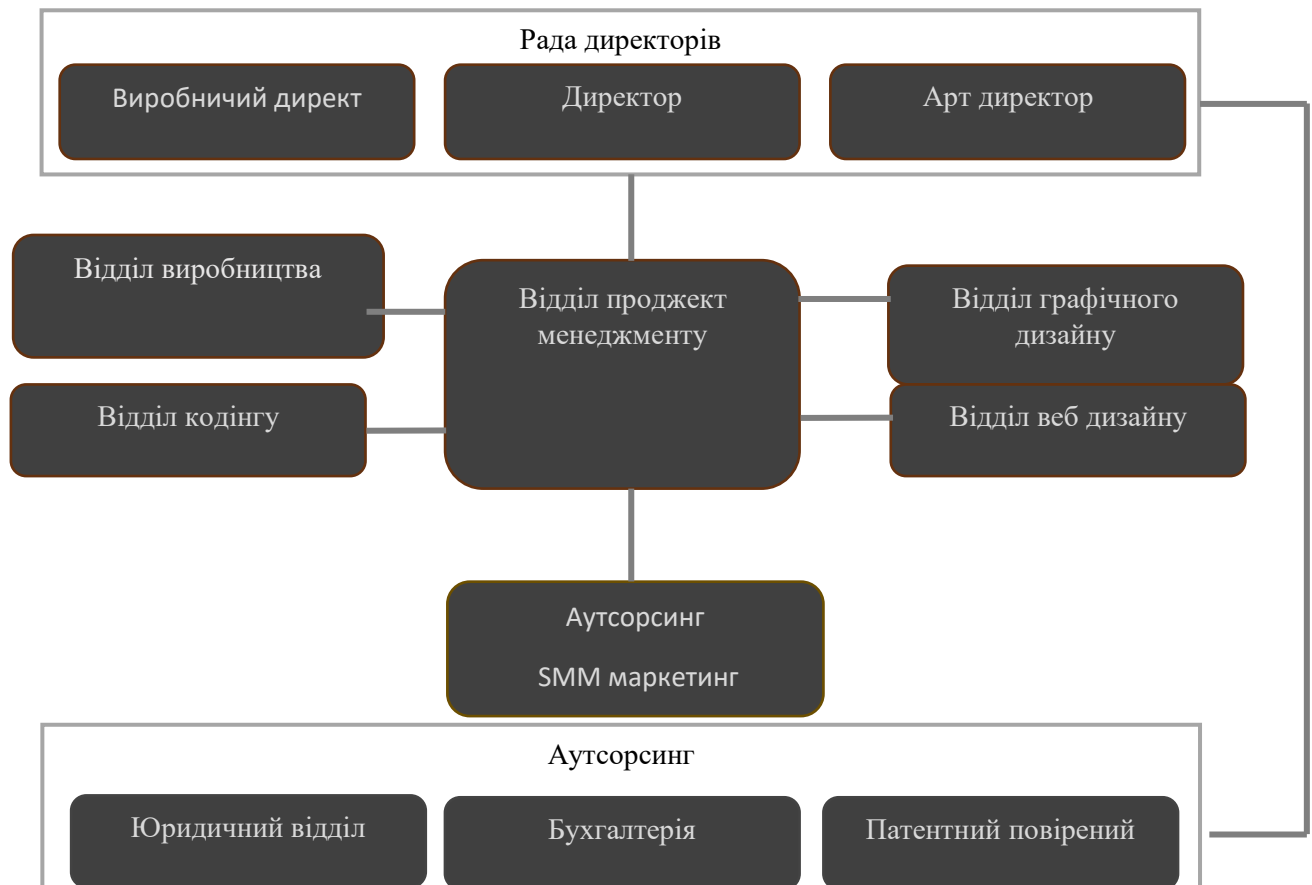 Рада директорів
Виробничий директ
Директор
Арт директор
Відділ виробництва
Відділ проджект
менеджменту
Відділ графічного
дизайну
Відділ кодінгу
Відділ веб дизайну
Аутсорсинг
SMM маркетинг
Аутсорсинг
Юридичний відділ
Бухгалтерія
Патентний повірений